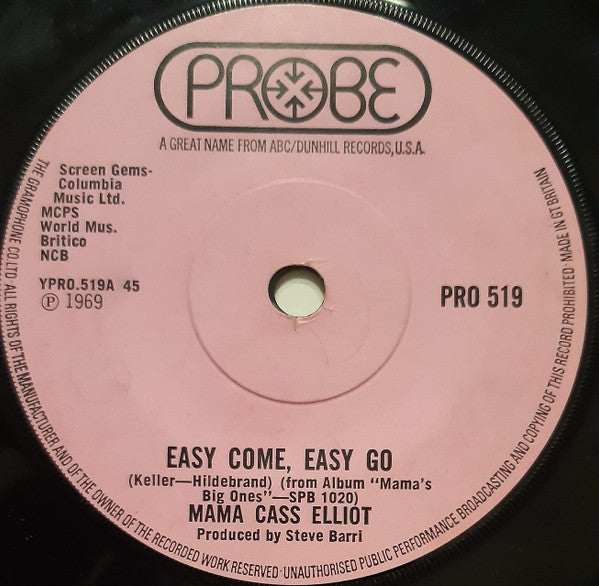 PROBE
A GREAT NAME FROM ABC/DUNHILL RECORDS, U.S.A.
Screen Gems-
Columbia
Music Ltd.
MCPS
World Mus.
Britico
NCB
YPRO.519A 45
Ⓟ 1969
PRO 519
EASY COME, EASY GO
(Keller—Hildebrand) (from Album "Mama's
Big Ones"—SPB 1020)
MAMA CASS ELLIOT
Produced by Steve Barri
THE GRAMOPHONE CO. LTD ALL RIGHTS OF THE MANUFACTURER AND OF THE OWNER OF THE RECORDED WORK RESERVED · UNAUTHORISED PUBLIC PERFORMANCE BROADCASTING AND COPYING OF THIS RECORD PROHIBITED MADE IN GT BRITAIN